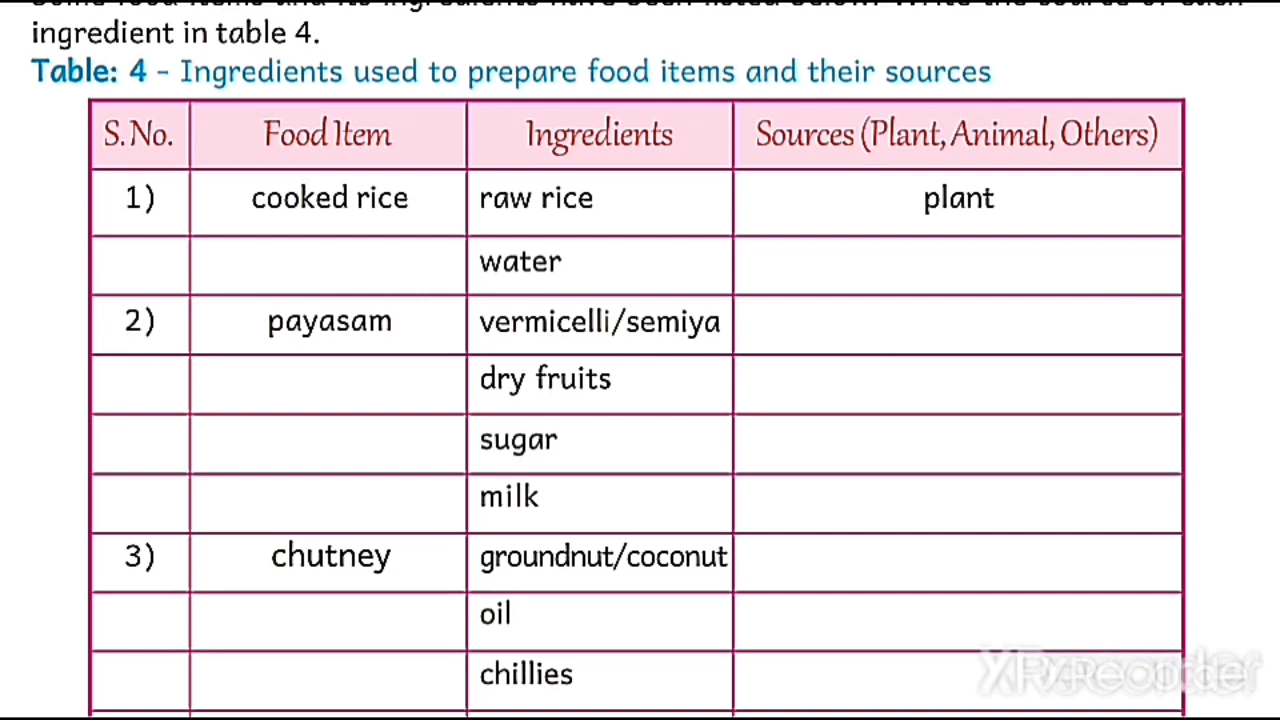 ingredient in table 4.
Table: 4 - Ingredients used to prepare food items and their sources
S.No. Food Item Ingredients Sources (Plant, Animal, Others)
1) cooked rice raw rice plant
water
2) payasam vermicelli/semiya
dry fruits
sugar
milk
3) chutney groundnut/coconut
oil
chillies